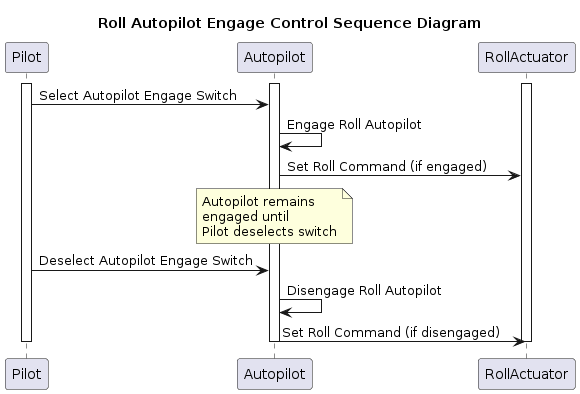 Roll Autopilot Engage Control Sequence Diagram
Pilot
Autopilot
RollActuator
Select Autopilot Engage Switch
Engage Roll Autopilot
Set Roll Command (if engaged)
Autopilot remains
engaged until
Pilot deselects switch
Deselect Autopilot Engage Switch
Disengage Roll Autopilot
Set Roll Command (if disengaged)
Pilot
Autopilot
RollActuator